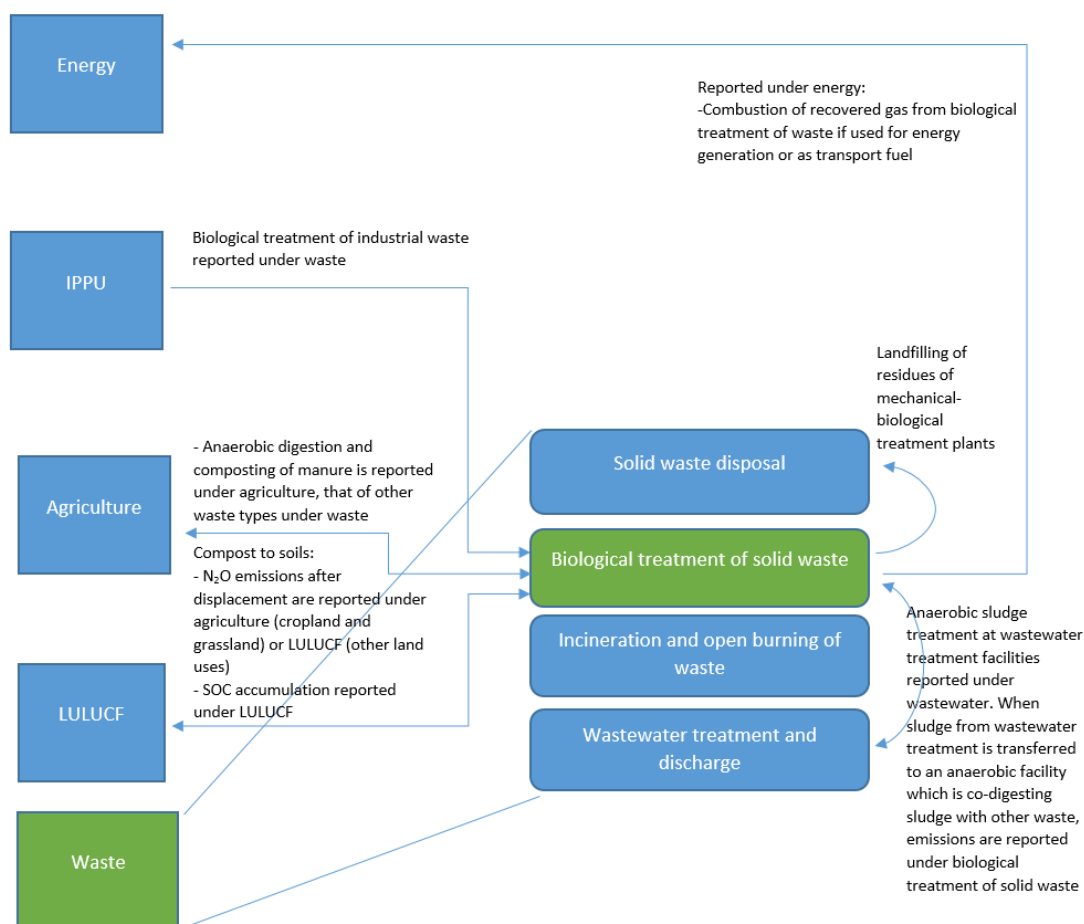 Energy
Reported under energy:
-Combustion of recovered gas from biological
treatment of waste if used for energy
generation or as transport fuel
Biological treatment of industrial waste
reported under waste
IPPU
Landfilling of
residues of
mechanical-
biological
treatment plants
- Anaerobic digestion and
composting of manure is reported
under agriculture, that of other
waste types under waste
Agriculture
Compost to soils:
- N₂O emissions after
displacement are reported under
agriculture (cropland and
grassland) or LULUCF (other land
uses)
- SOC accumulation reported
under LULUCF
LULUCF
Waste
Solid waste disposal
Biological treatment of solid waste
Incineration and open burning of
waste
Wastewater treatment and
discharge
Anaerobic sludge
treatment at wastewater
treatment facilities
reported under
wastewater. When
sludge from wastewater
treatment is transferred
to an anaerobic facility
which is co-digesting
sludge with other waste,
emissions are reported
under biological
treatment of solid waste